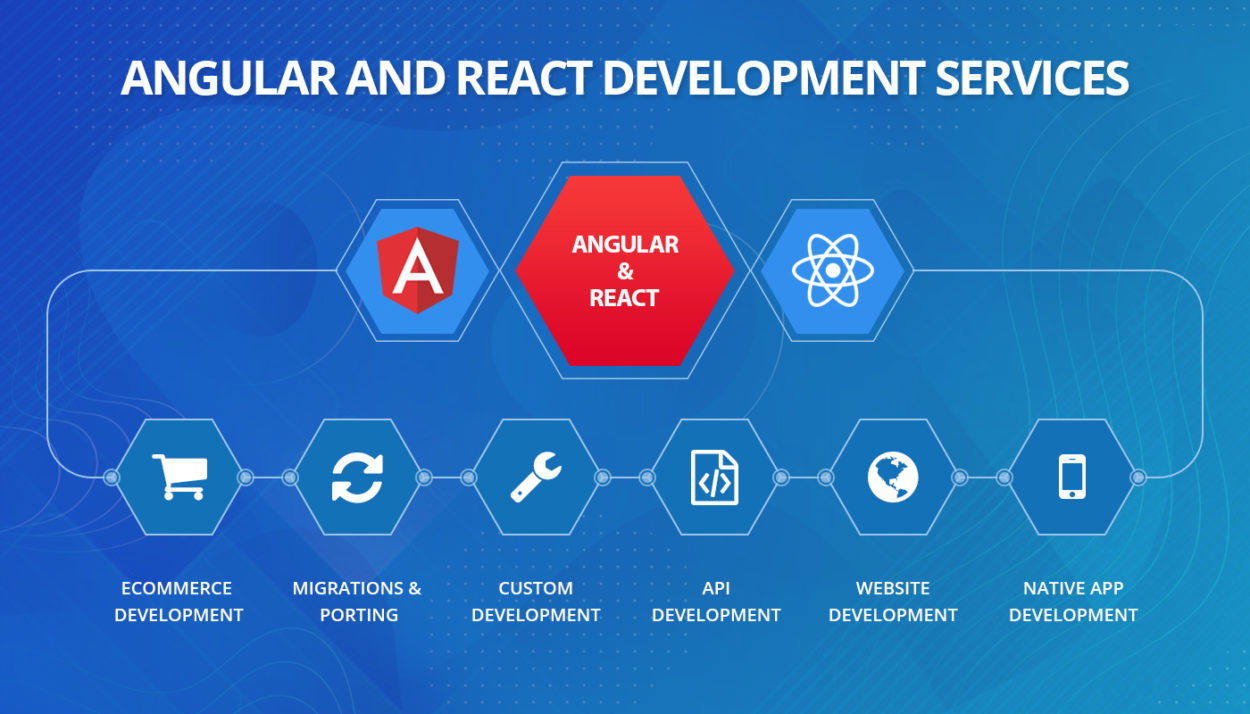 ANGULAR AND REACT DEVELOPMENT SERVICES
A
ANGULAR
&
REACT
</>
ECOMMERCE
DEVELOPMENT
MIGRATIONS &
PORTING
CUSTOM
DEVELOPMENT
API
DEVELOPMENT
WEBSITE
DEVELOPMENT
NATIVE APP
DEVELOPMENT